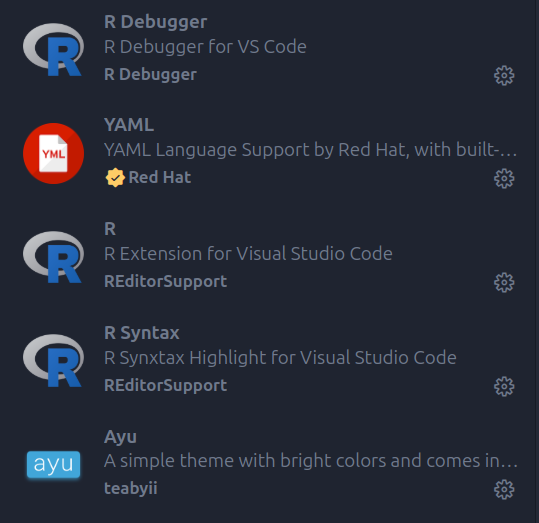 R Debugger
R Debugger for VS Code
R Debugger
YML
YAML
YAML Language Support by Red Hat, with built-...
Red Hat
R
R Extension for Visual Studio Code
REditorSupport
R Syntax
R Synxtax Highlight for Visual Studio Code
REditorSupport
ayu
Ayu
A simple theme with bright colors and comes in...
teabyii